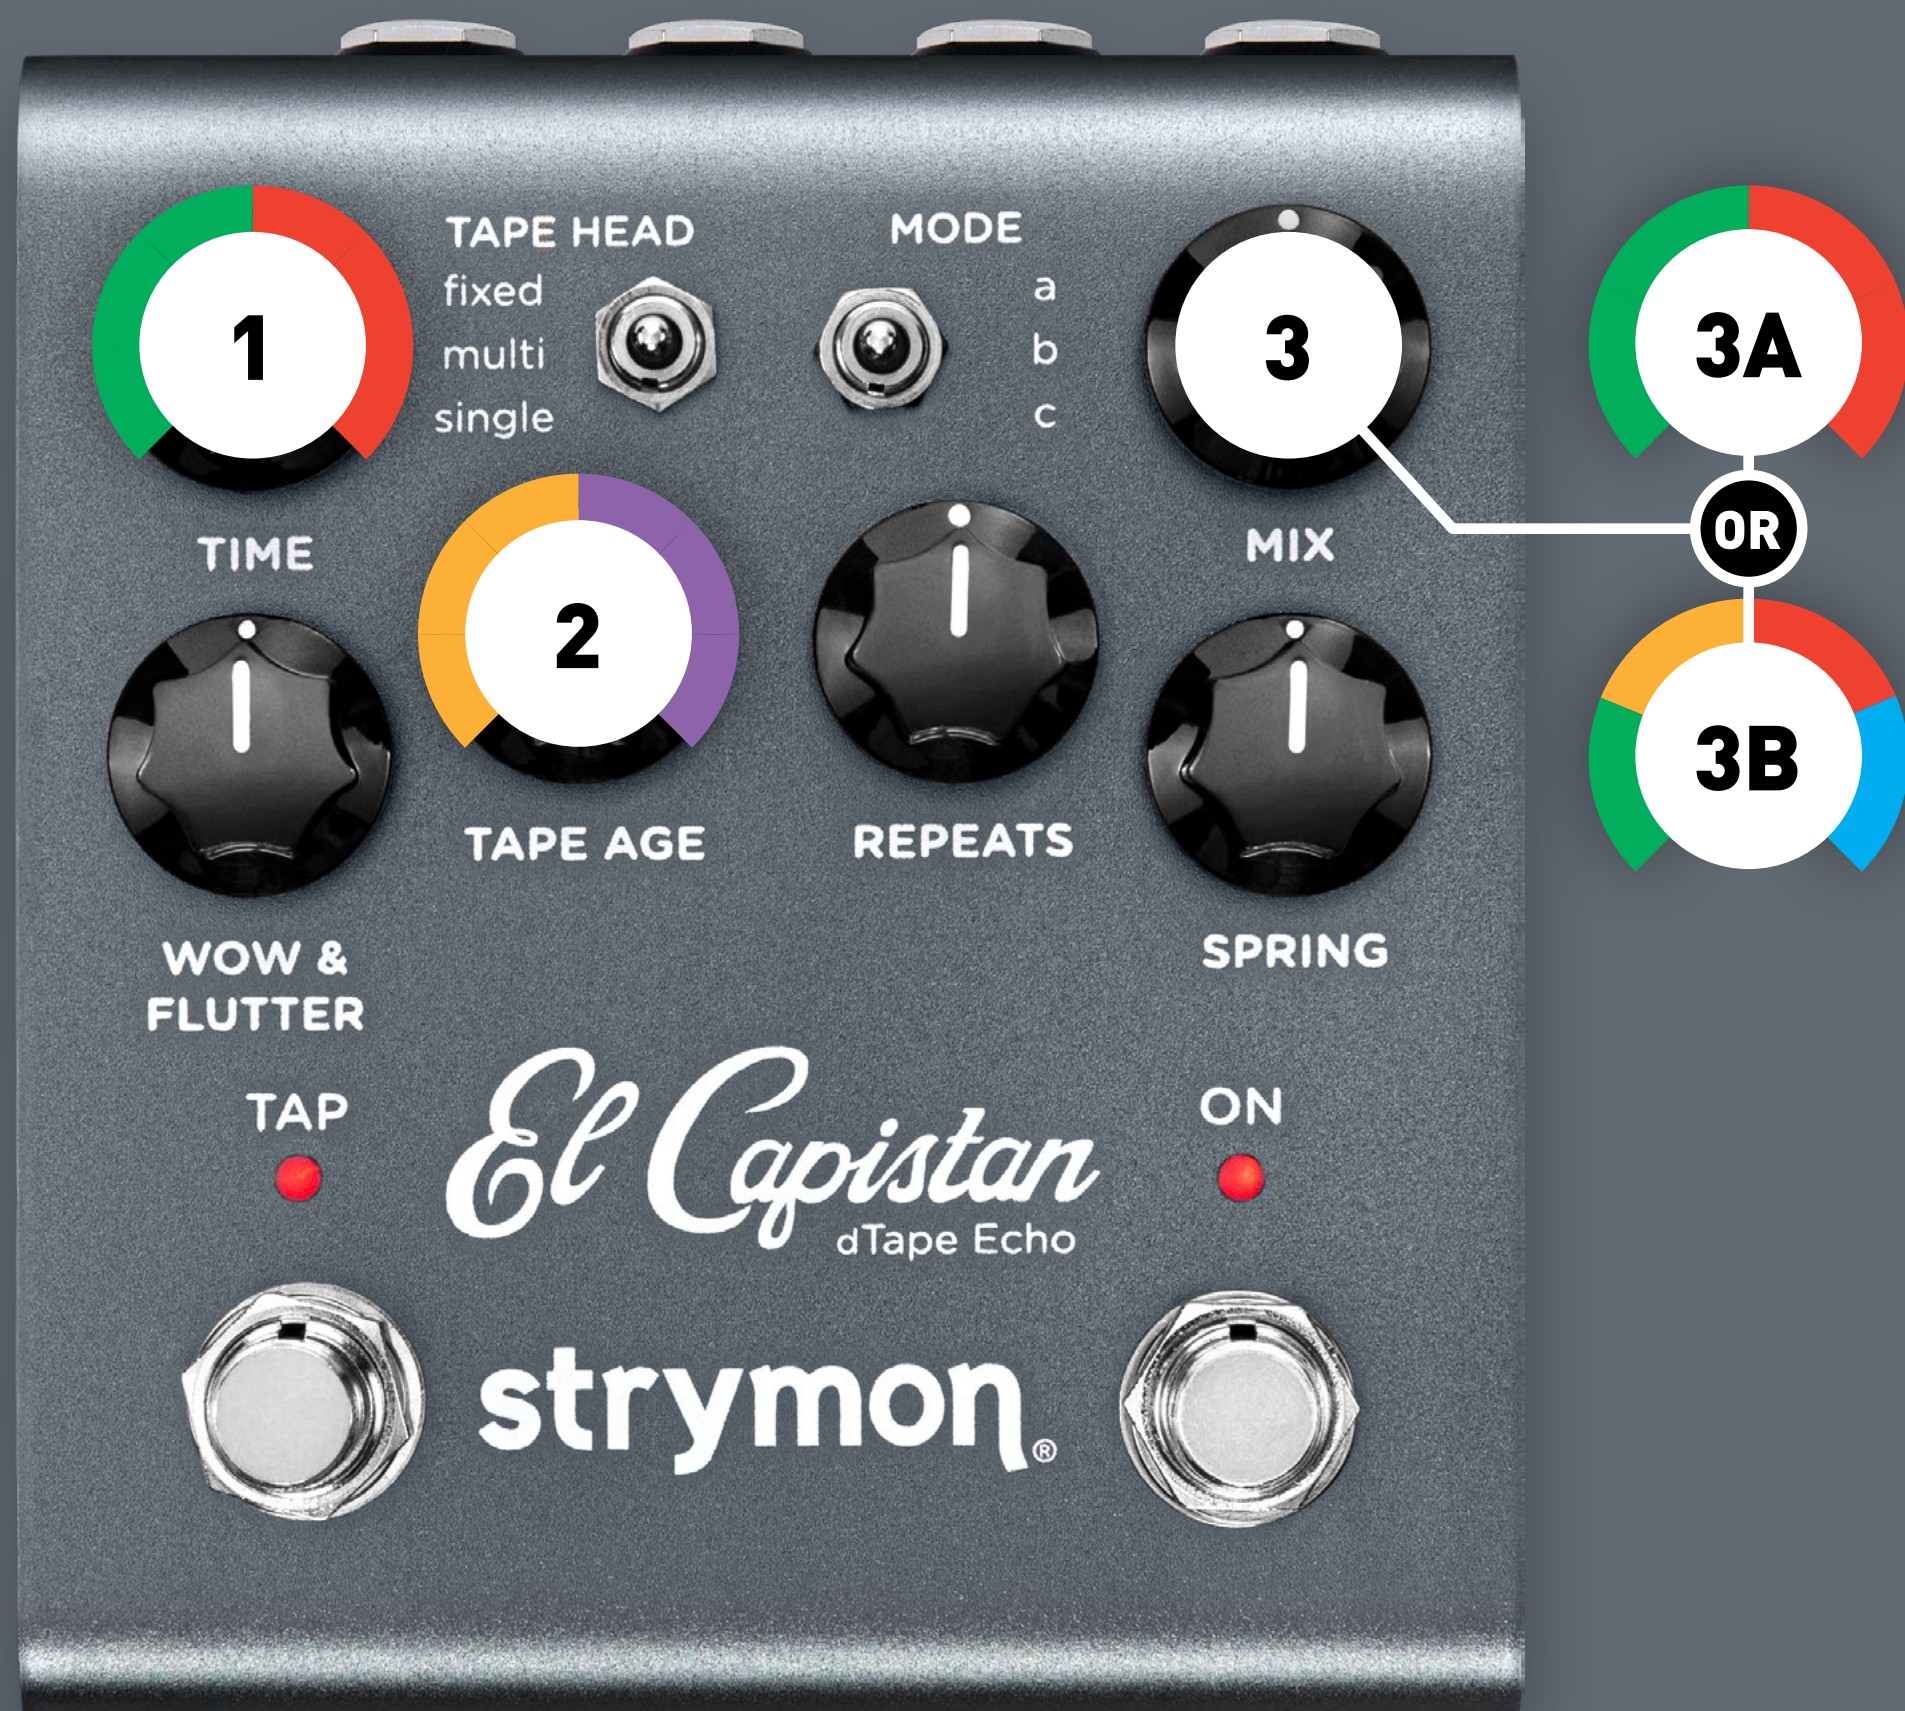 TAPE HEAD
MODE
fixed
multi
single
a
b
c
1
3
3A
OR
TIME
MIX
2
3B
TAPE AGE
REPEATS
WOW &
FLUTTER
SPRING
TAP
ON
El Capistan
dTape Echo
strymon®